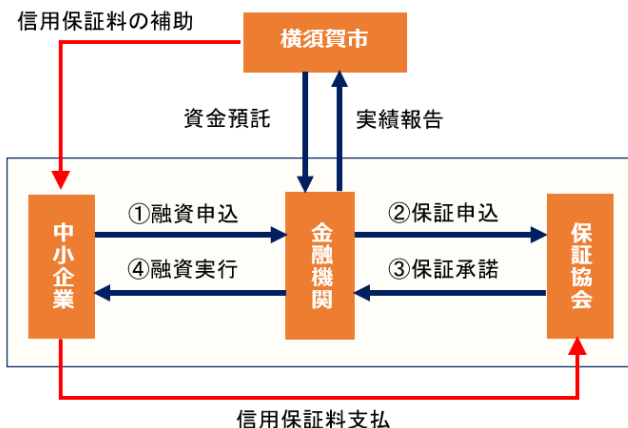 信用保証料の補助
横須賀市
資金預託
実績報告
中小企業
①融資申込
④融資実行
金融機関
②保証申込
③保証承諾
保証協会
信用保証料支払